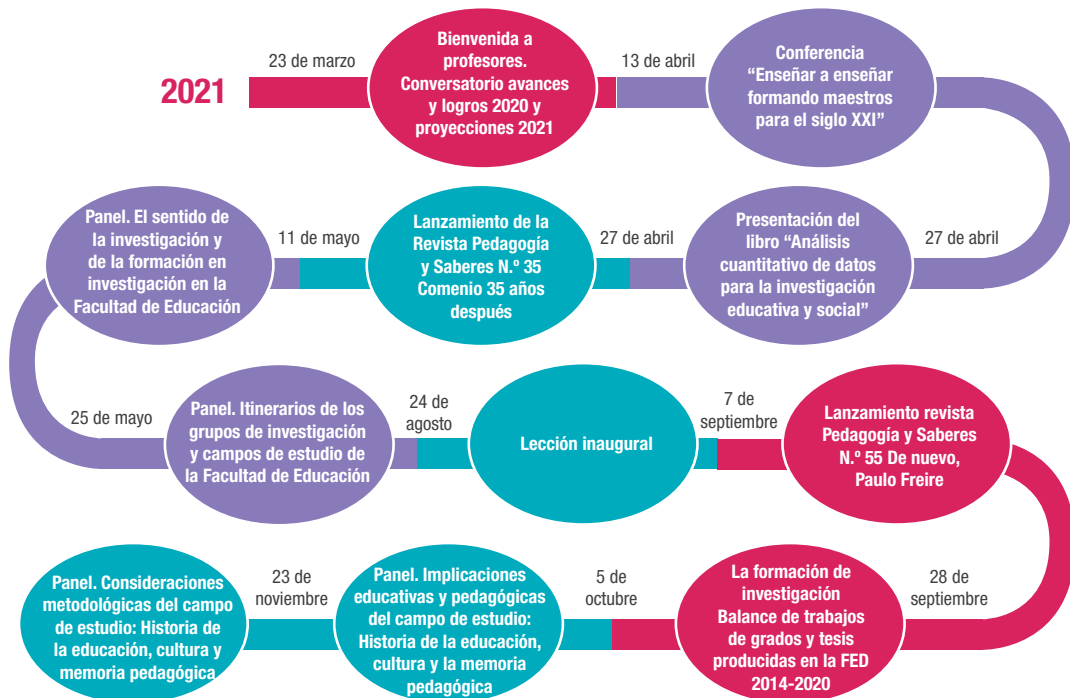 2021
23 de marzo
Bienvenida a
profesores.
Conversatorio avances
y logros 2020 y
proyecciones 2021
13 de abril
Conferencia
“Enseñar a enseñar
formando maestros
para el siglo XXI”
27 de abril
Presentación del
libro “Análisis
cuantitativo de datos
para la investigación
educativa y social”
27 de abril
Lanzamiento de la
Revista Pedagogía
y Saberes N.º 35
Comenio 35 años
después
11 de mayo
Panel. El sentido de
la investigación y
de la formación en
investigación en la
Facultad de Educación
25 de mayo
Panel. Itinerarios de los
grupos de investigación
y campos de estudio de
la Facultad de Educación
24 de
agosto
Lección inaugural
7 de
septiembre
Lanzamiento revista
Pedagogía y Saberes
N.º 55 De nuevo,
Paulo Freire
28 de
septiembre
La formación de
investigación
Balance de trabajos
de grados y tesis
producidas en la FED
2014-2020
5 de
octubre
Panel. Implicaciones
educativas y pedagógicas
del campo de estudio:
Historia de la educación,
cultura y la memoria
pedagógica
23 de
noviembre
Panel. Consideraciones
metodológicas del campo
de estudio: Historia de
la educación, cultura y
memoria pedagógica